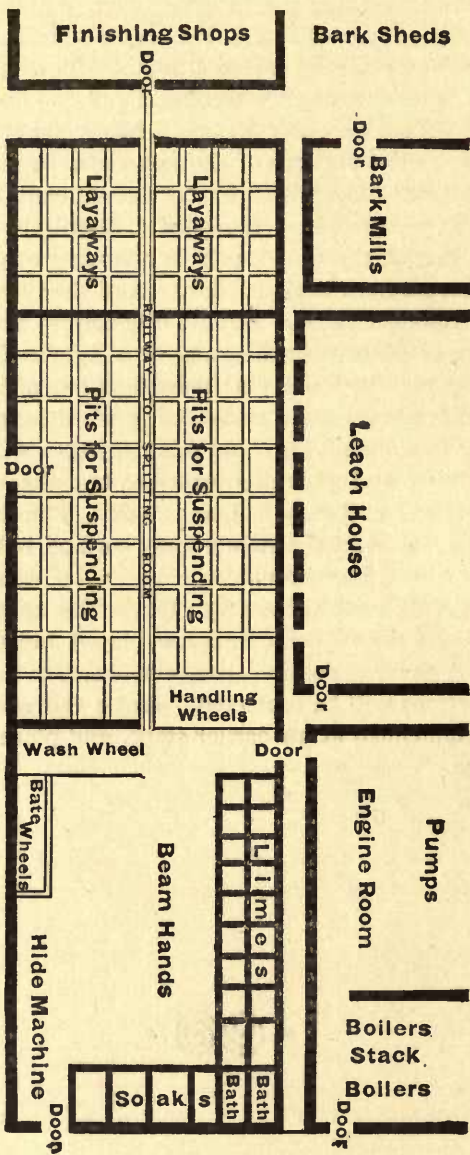 Finishing Shops
Bark Sheds
Door
Door
Bark Mills
Layaways
Layaways
RAILWAY TO SPLITING ROOM
Pits for Suspending
Pits for Suspending
Leach House
Door
Door
Handling
Wheels
Wash Wheel
Door
Bate
Wheels
Beam Hands
Limes
Engine Room
Pumps
Hide Machine
Boilers
Stack
Boilers
Soaks
Bath
Bath
Door
Door